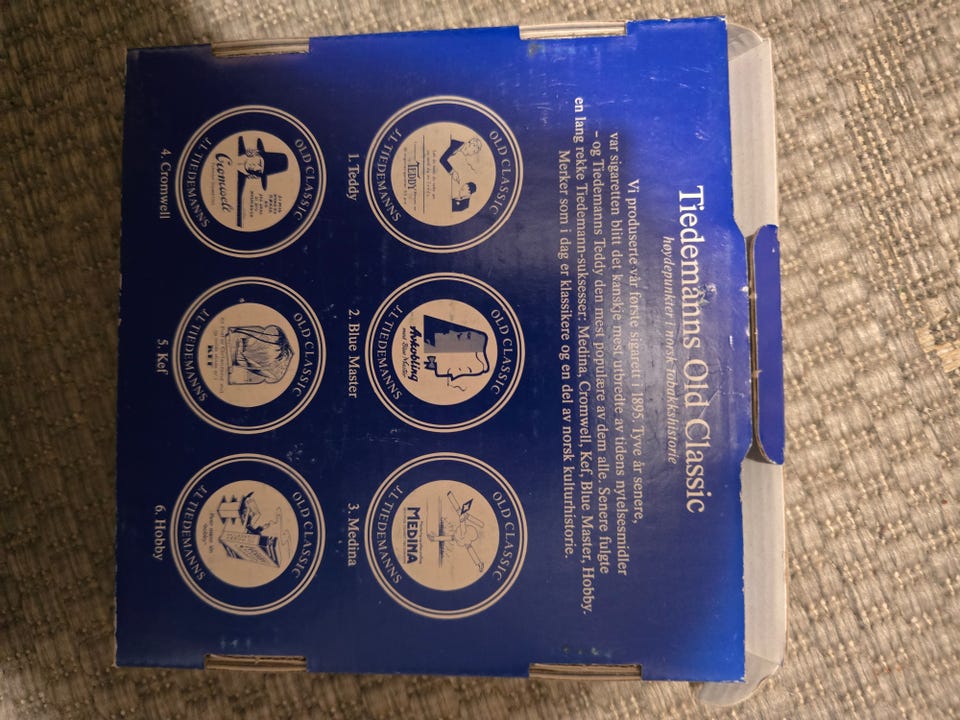 Tiedemanns Old Classic
høydepunkter i norsk tobakkshistorie
Vi produserte vår første sigarett i 1895. Tyve år senere,
var sigaretten blitt det kanskje mest utbredte av tidens nytelsesmidler
– og Tiedemanns Teddy den mest populære av dem alle. Senere fulgte
en lang rekke Tiedemann-suksesser: Medina, Cromwell, Kef, Blue Master, Hobby.
Merker som i dag er klassikere og en del av norsk kulturhistorie.
OLD CLASSIC
TEDDY
J.L. TIEDEMANNS
1. Teddy
OLD CLASSIC
Avkobling
med Blue Master
J.L. TIEDEMANNS
2. Blue Master
OLD CLASSIC
MEDINA
J.L. TIEDEMANNS
3. Medina
OLD CLASSIC
Cromwell
J.L. TIEDEMANNS
4. Cromwell
OLD CLASSIC
KEF
J.L. TIEDEMANNS
5. Kef
OLD CLASSIC
J.L. TIEDEMANNS
6. Hobby